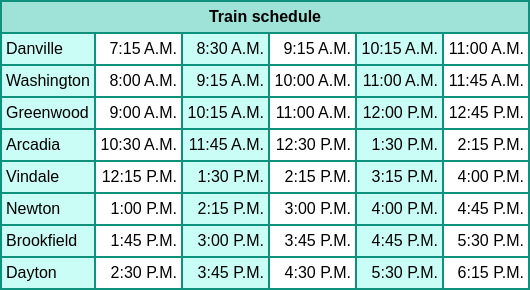 Train schedule
Danville 7:15 A.M. 8:30 A.M. 9:15 A.M. 10:15 A.M. 11:00 A.M.
Washington 8:00 A.M. 9:15 A.M. 10:00 A.M. 11:00 A.M. 11:45 A.M.
Greenwood 9:00 A.M. 10:15 A.M. 11:00 A.M. 12:00 P.M. 12:45 P.M.
Arcadia 10:30 A.M. 11:45 A.M. 12:30 P.M. 1:30 P.M. 2:15 P.M.
Vindale 12:15 P.M. 1:30 P.M. 2:15 P.M. 3:15 P.M. 4:00 P.M.
Newton 1:00 P.M. 2:15 P.M. 3:00 P.M. 4:00 P.M. 4:45 P.M.
Brookfield 1:45 P.M. 3:00 P.M. 3:45 P.M. 4:45 P.M. 5:30 P.M.
Dayton 2:30 P.M. 3:45 P.M. 4:30 P.M. 5:30 P.M. 6:15 P.M.